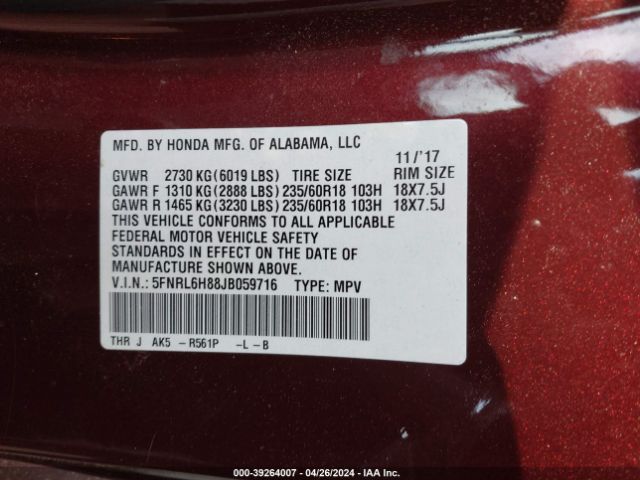 MFD. BY HONDA MFG. OF ALABAMA, LLC
11/'17
GVWR 2730 KG(6019 LBS) TIRE SIZE RIM SIZE
GAWR F 1310 KG(2888 LBS)235/60R18 103H 18X7.5J
GAWR R 1465 KG(3230 LBS)235/60R18 103H 18X7.5J
THIS VEHICLE CONFORMS TO ALL APPLICABLE
FEDERAL MOTOR VEHICLE SAFETY
STANDARDS IN EFFECT ON THE DATE OF
MANUFACTURE SHOWN ABOVE.
V.I.N.: 5FNRL6H88JB059716 TYPE: MPV
THR J AK5 -R561P -L-B
000-39264007 - 04/26/2024 - IAA Inc.